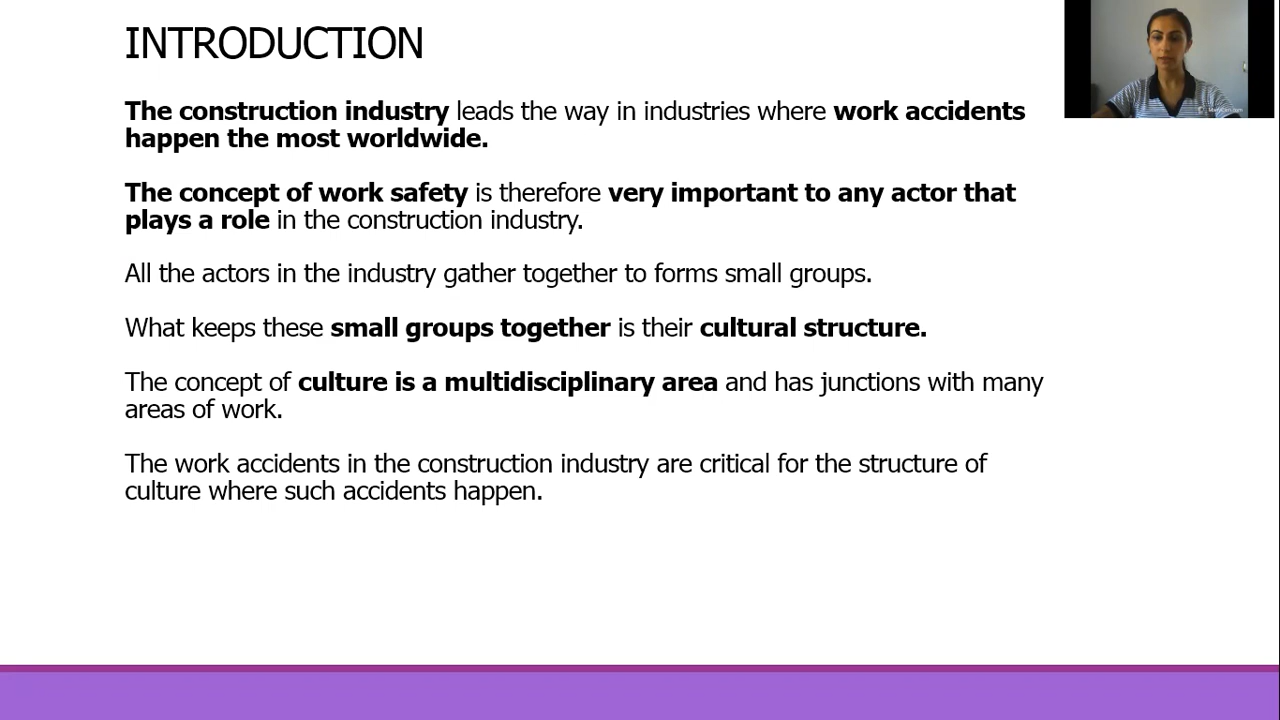 INTRODUCTION
The construction industry leads the way in industries where work accidents
happen the most worldwide.
The concept of work safety is therefore very important to any actor that
plays a role in the construction industry.
All the actors in the industry gather together to forms small groups.
What keeps these small groups together is their cultural structure.
The concept of culture is a multidisciplinary area and has junctions with many
areas of work.
The work accidents in the construction industry are critical for the structure of
culture where such accidents happen.